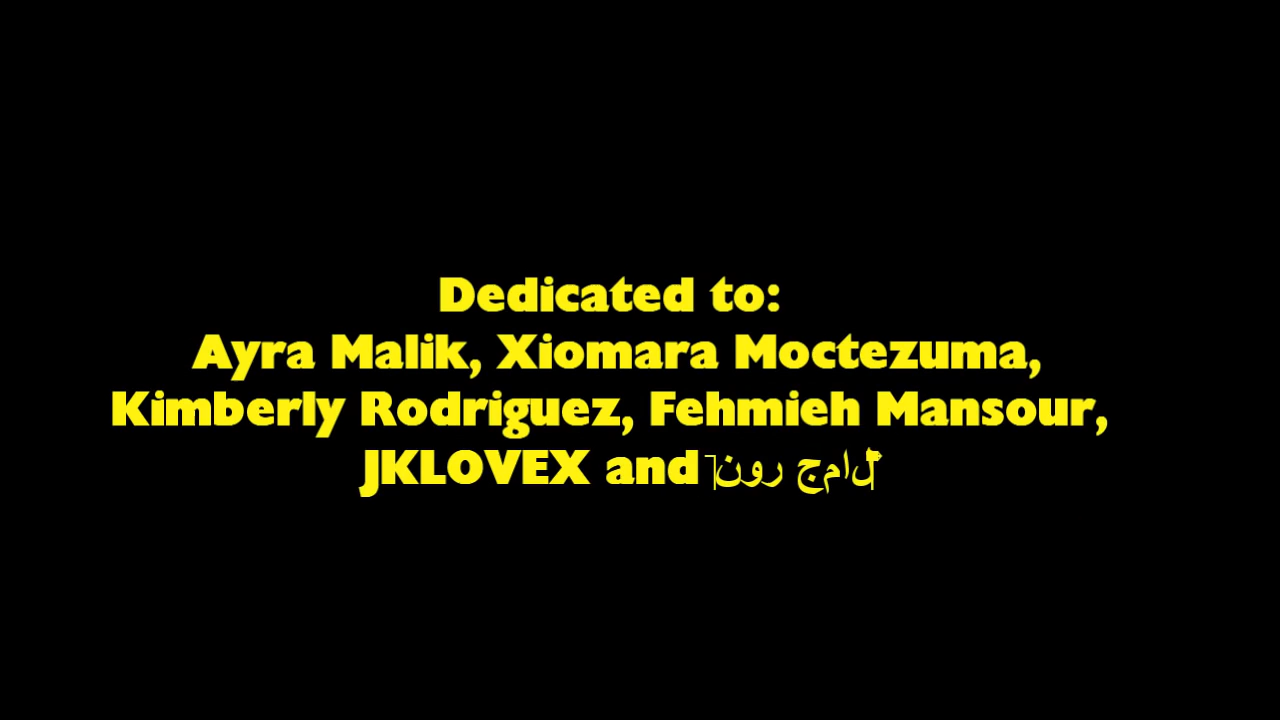 Dedicated to:
Ayra Malik, Xiomara Moctezuma,
Kimberly Rodriguez, Fehmieh Mansour,
JKLOVEX and نور جمال